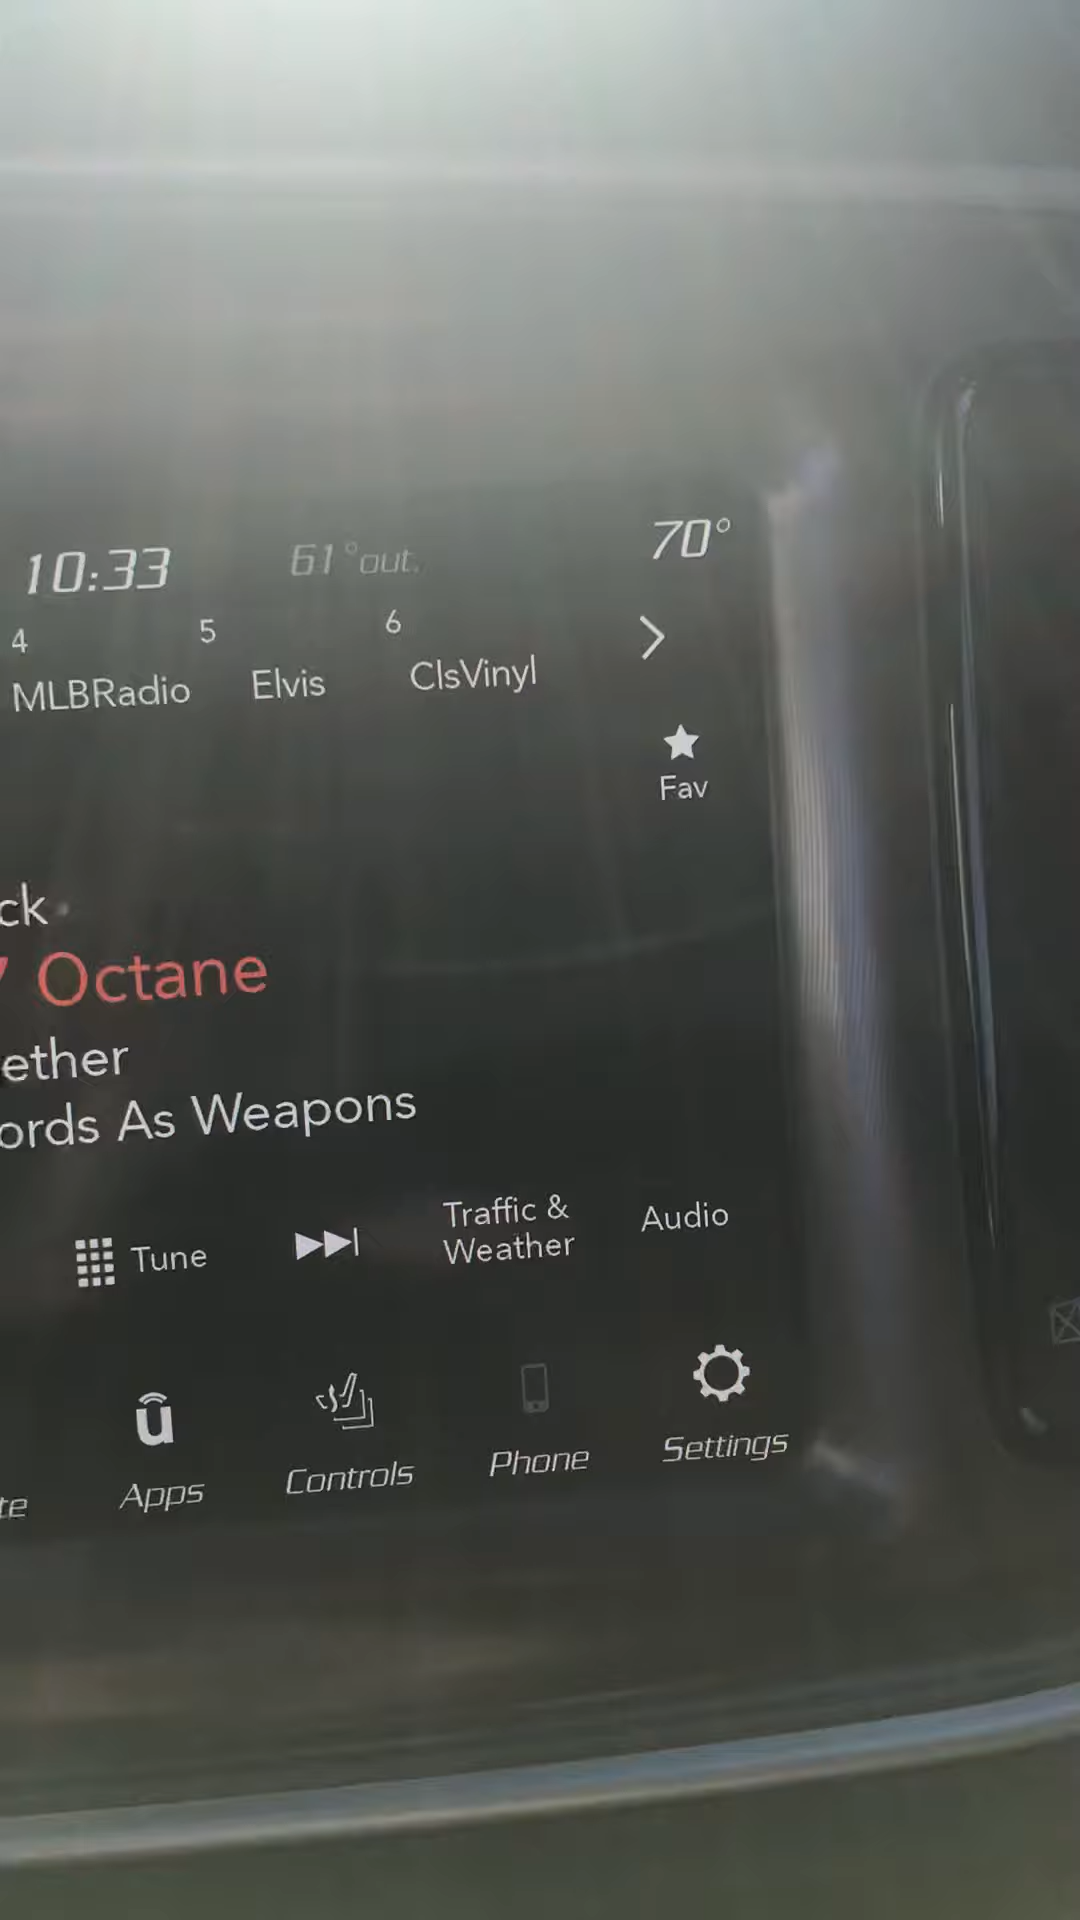 10:33 61°out. 70°
4 5 6
MLBRadio Elvis ClsVinyl
Fav
ck
Octane
ether
ords As Weapons
Tune Traffic & Weather Audio
te Apps Controls Phone Settings